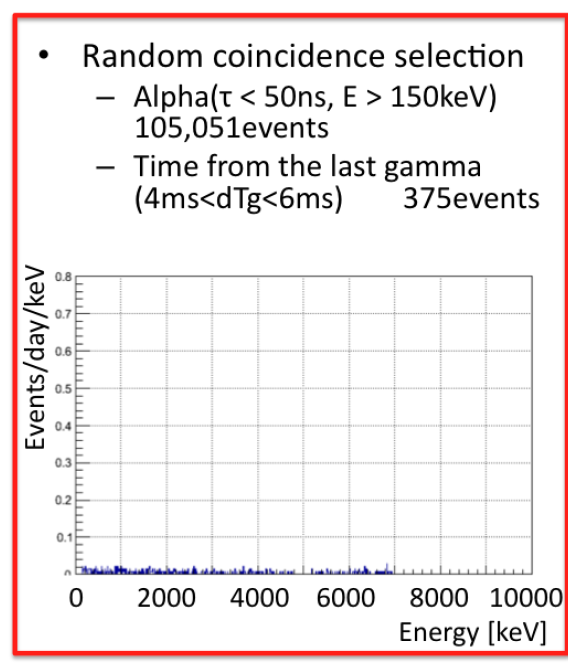 • Random coincidence selection
– Alpha(τ < 50ns, E > 150keV)
105,051events
– Time from the last gamma
(4ms<dTg<6ms) 375events
Events/day/keV
0.8
0.7
0.6
0.5
0.4
0.3
0.2
0.1
0
0 2000 4000 6000 8000 10000
Energy [keV]